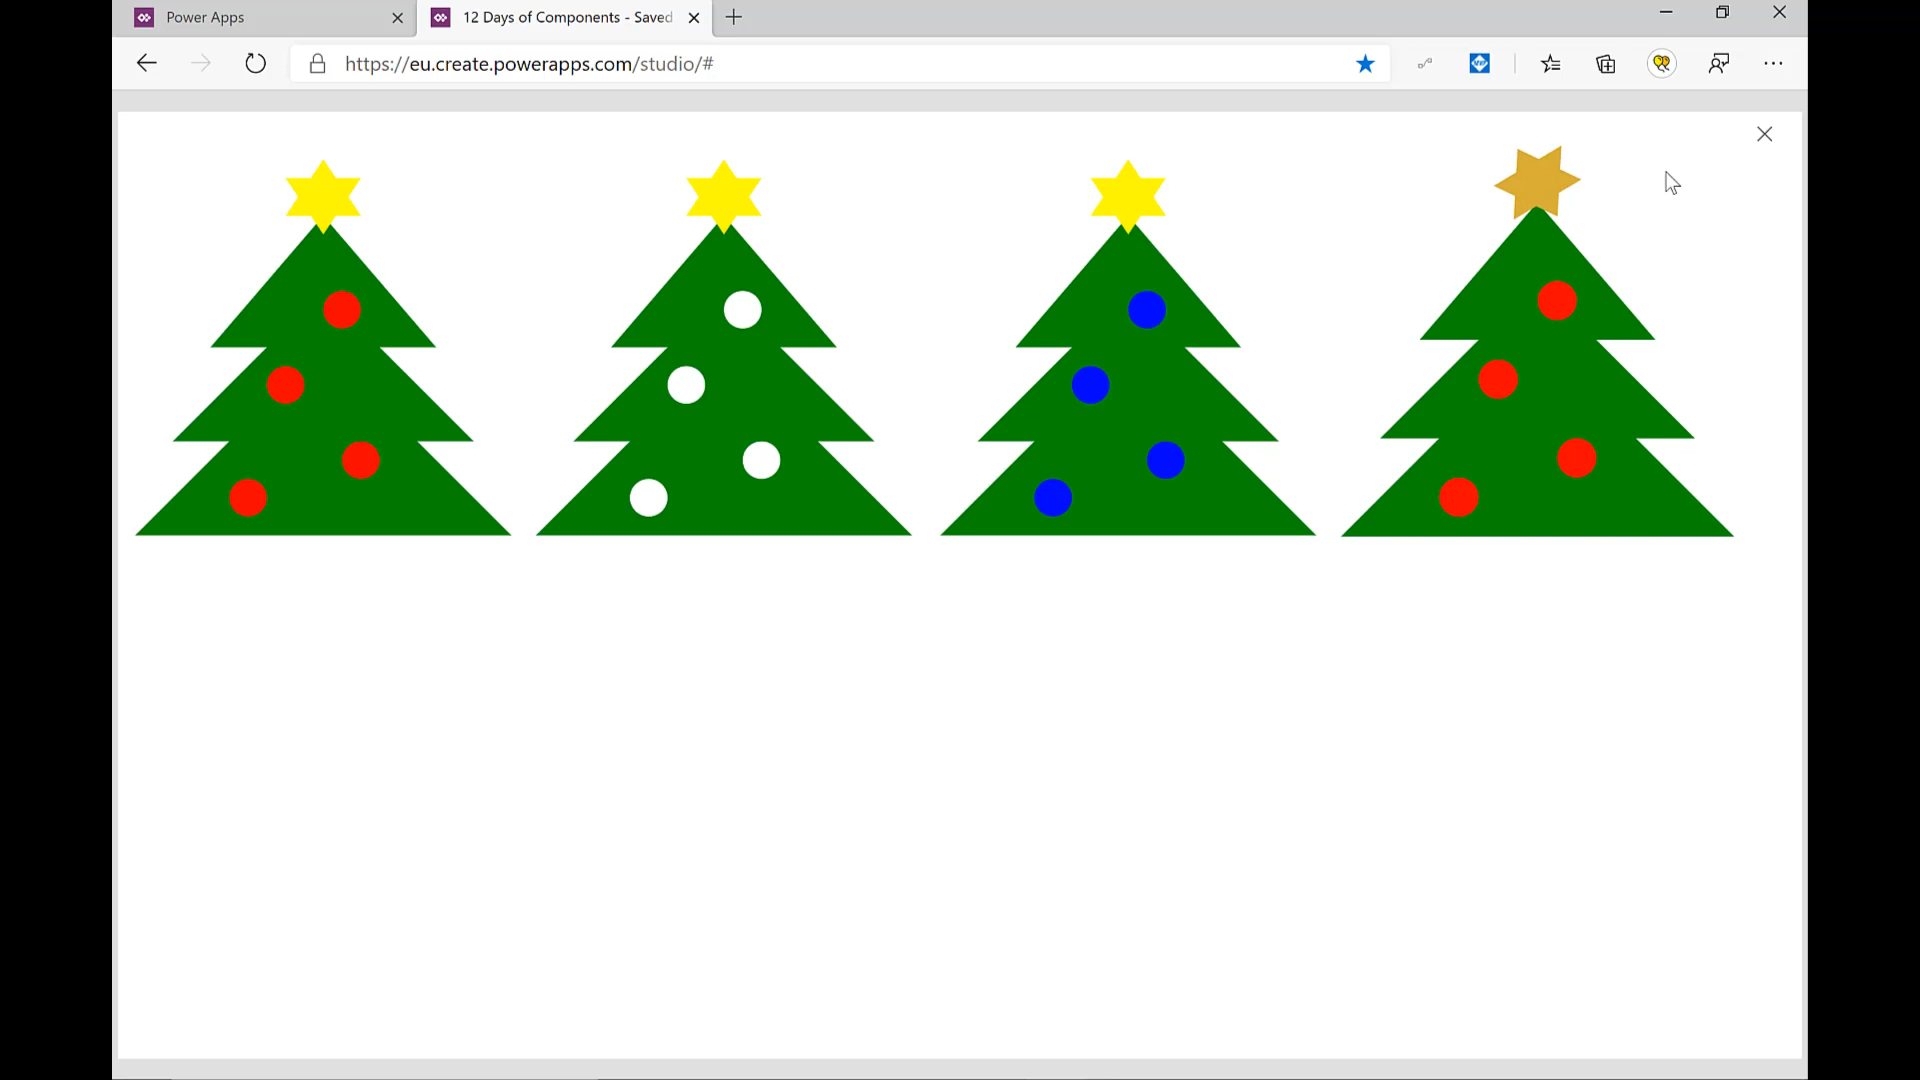 Power Apps
12 Days of Components - Saved
https://eu.create.powerapps.com/studio/#